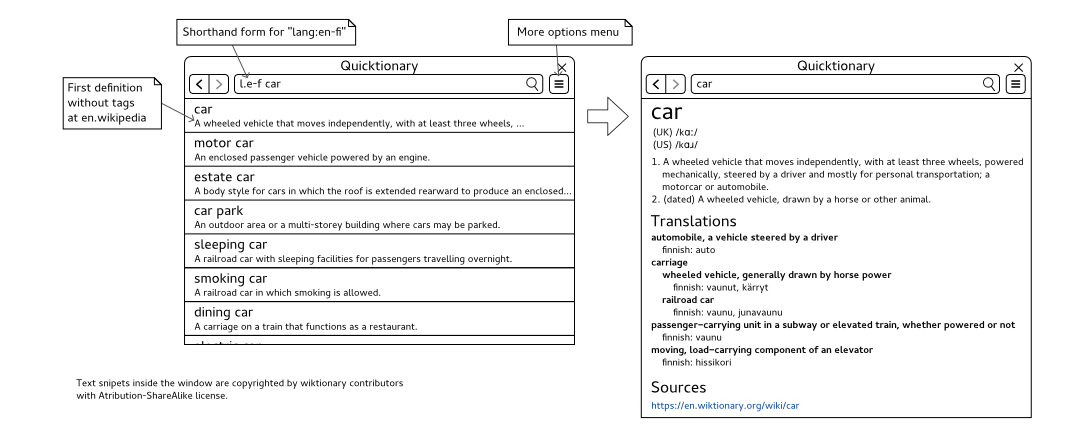 Shorthand form for "lang:en-fi"
More options menu
First definition
without tags
at en.wikipedia
Quicktionary
l.e-f car
car
A wheeled vehicle that moves independently, with at least three wheels, ...
motor car
An enclosed passenger vehicle powered by an engine.
estate car
A body style for cars in which the roof is extended rearward to produce an enclosed...
car park
An outdoor area or a multi-storey building where cars may be parked.
sleeping car
A railroad car with sleeping facilities for passengers travelling overnight.
smoking car
A railroad car in which smoking is allowed.
dining car
A carriage on a train that functions as a restaurant.
Text snipets inside the window are copyrighted by wiktionary contributors
with Atribution-ShareAlike license.
Quicktionary
car
car
(UK) /kɑː/
(US) /kɑɹ/
1. A wheeled vehicle that moves independently, with at least three wheels, powered
mechanically, steered by a driver and mostly for personal transportation; a
motorcar or automobile.
2. (dated) A wheeled vehicle, drawn by a horse or other animal.
Translations
automobile, a vehicle steered by a driver
finnish: auto
carriage
wheeled vehicle, generally drawn by horse power
finnish: vaunut, kärryt
railroad car
finnish: vaunu, junavaunu
passenger-carrying unit in a subway or elevated train, whether powered or not
finnish: vaunu
moving, load-carrying component of an elevator
finnish: hissikori
Sources
https://en.wiktionary.org/wiki/car